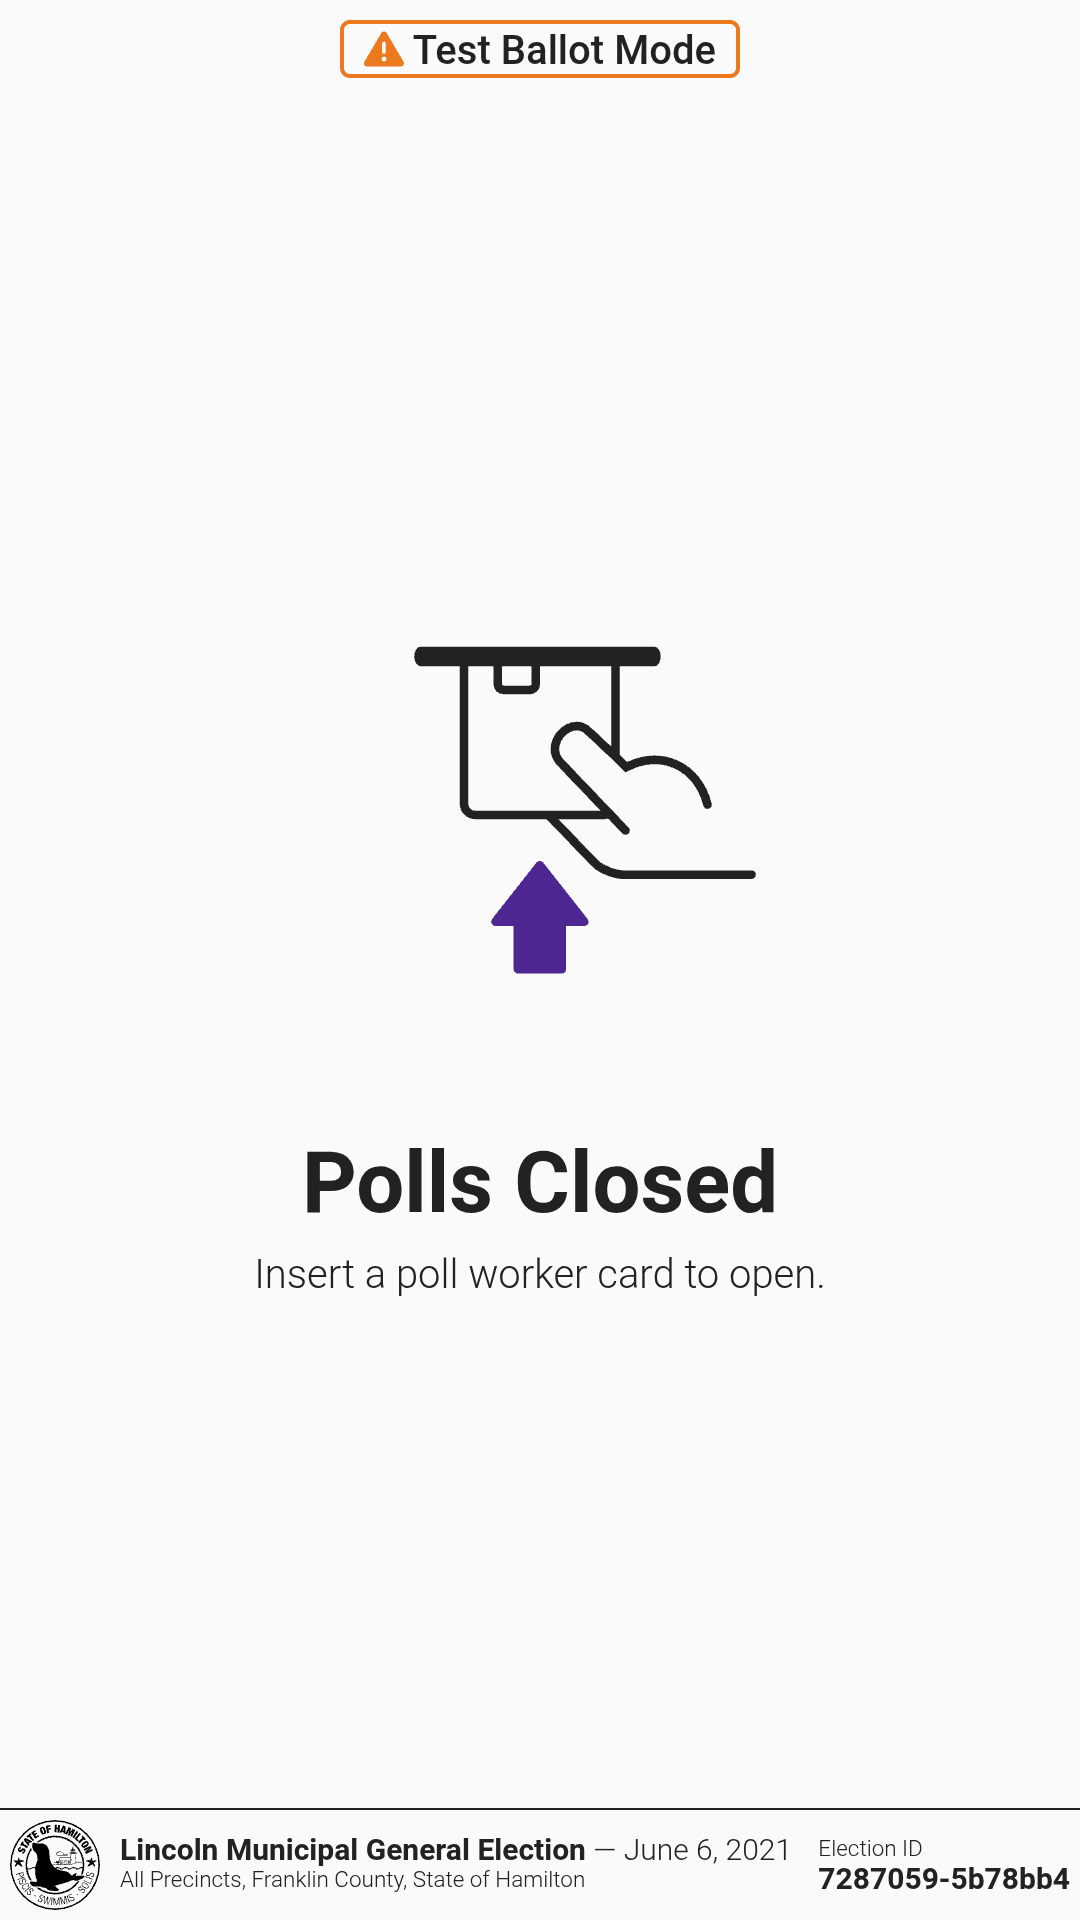 Test Ballot Mode
Polls Closed
Insert a poll worker card to open.
STATE OF HAMILTON
PISCIS · SWIMMIS · SOLIS
Lincoln Municipal General Election — June 6, 2021
All Precincts, Franklin County, State of Hamilton
Election ID
7287059-5b78bb4